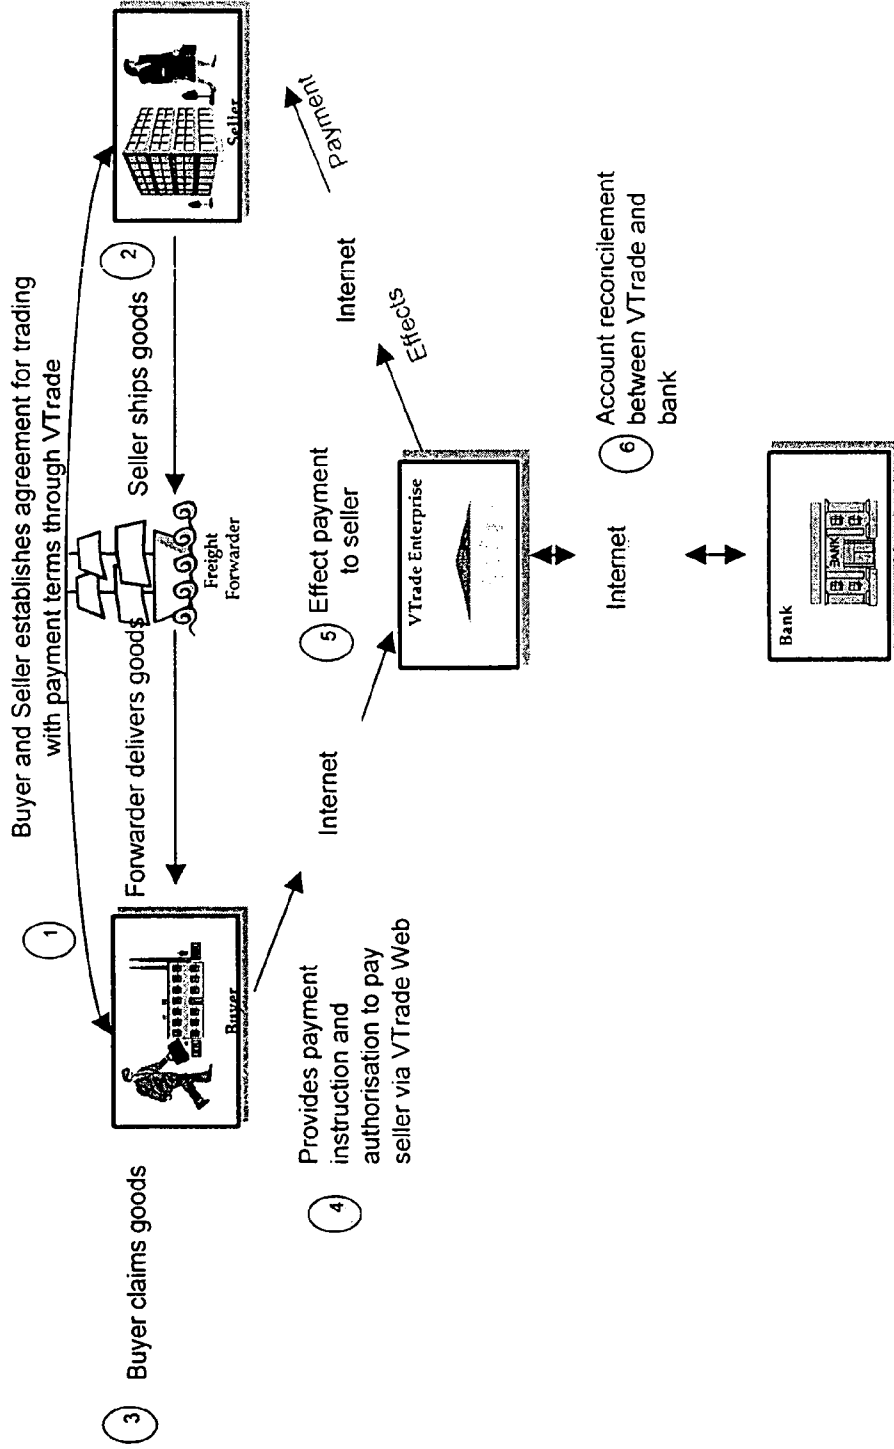 1
Buyer and Seller establishes agreement for trading
with payment terms through VTrade
3
Buyer claims goods
Forwarder delivers goods
Seller ships goods
2
Buyer
Freight
Forwarder
Seller
4
Provides payment
instruction and
authorisation to pay
seller via VTrade Web
Internet
5
Effect payment
to seller
Effects
Internet
Payment
VTrade Enterprise
Internet
6
Account reconcilement
between VTrade and
bank
Bank
BANK